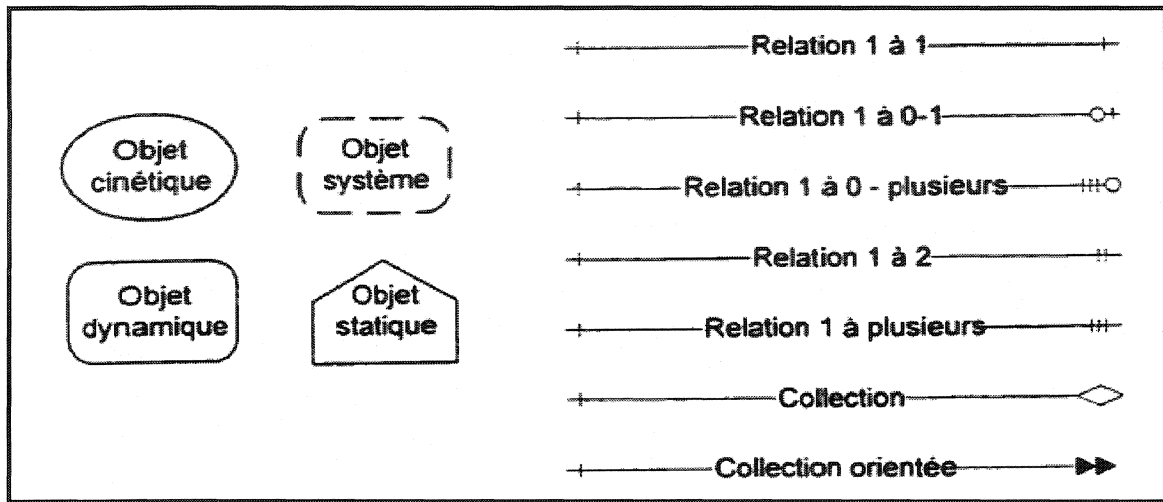 Objet
cinétique
Objet
système
Objet
dynamique
Objet
statique
Relation 1 à 1
Relation 1 à 0-1
Relation 1 à 0 - plusieurs
Relation 1 à 2
Relation 1 à plusieurs
Collection
Collection orientée